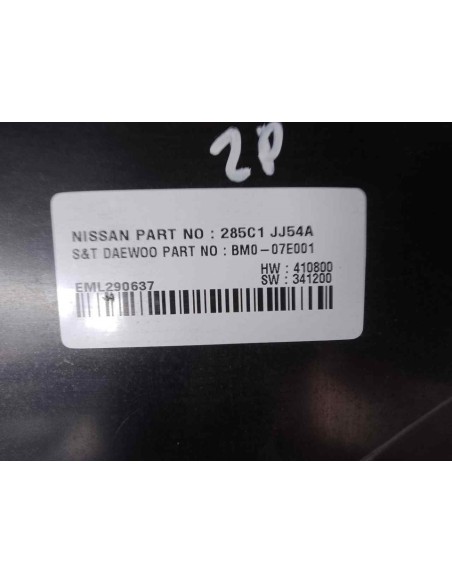 2P
NISSAN PART NO : 285C1 JJ54A
S&T DAEWOO PART NO : BM0-07E001
HW : 410800
EML290637
SW : 341200